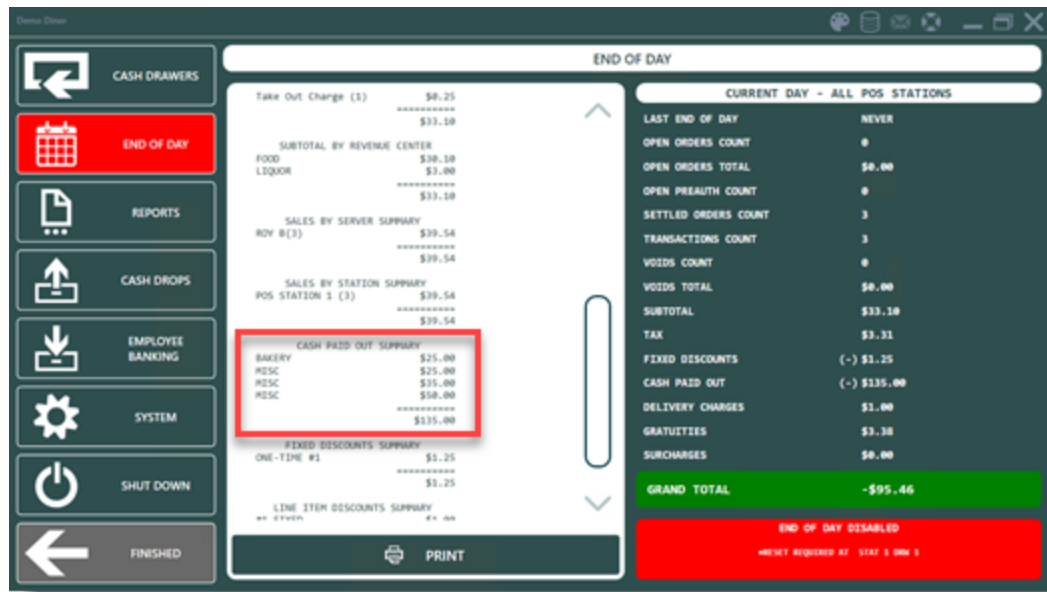 Demo Diner
CASH DRAWERS
END OF DAY
REPORTS
CASH DROPS
EMPLOYEE
BANKING
SYSTEM
SHUT DOWN
FINISHED
END OF DAY
Take Out Charge (1) $0.25
==========
$33.10
SUBTOTAL BY REVENUE CENTER
FOOD $30.10
LIQUOR $3.00
==========
$33.10
SALES BY SERVER SUMMARY
ROY B(3) $39.54
==========
$39.54
SALES BY STATION SUMMARY
POS STATION 1 (3) $39.54
==========
$39.54
CASH PAID OUT SUMMARY
BAKERY $25.00
MISC $25.00
MISC $35.00
MISC $50.00
==========
$135.00
FIXED DISCOUNTS SUMMARY
ONE-TIME #1 $1.25
==========
$1.25
LINE ITEM DISCOUNTS SUMMARY
PRINT
CURRENT DAY - ALL POS STATIONS
LAST END OF DAY NEVER
OPEN ORDERS COUNT 0
OPEN ORDERS TOTAL $0.00
OPEN PREAUTH COUNT 0
SETTLED ORDERS COUNT 3
TRANSACTIONS COUNT 3
VOIDS COUNT 0
VOIDS TOTAL $0.00
SUBTOTAL $33.10
TAX $3.31
FIXED DISCOUNTS (-) $1.25
CASH PAID OUT (-) $135.00
DELIVERY CHARGES $1.00
GRATUITIES $3.38
SURCHARGES $0.00
GRAND TOTAL -$95.46
END OF DAY DISABLED
*RESET REQUIRED AT STAT 1 DRW 1